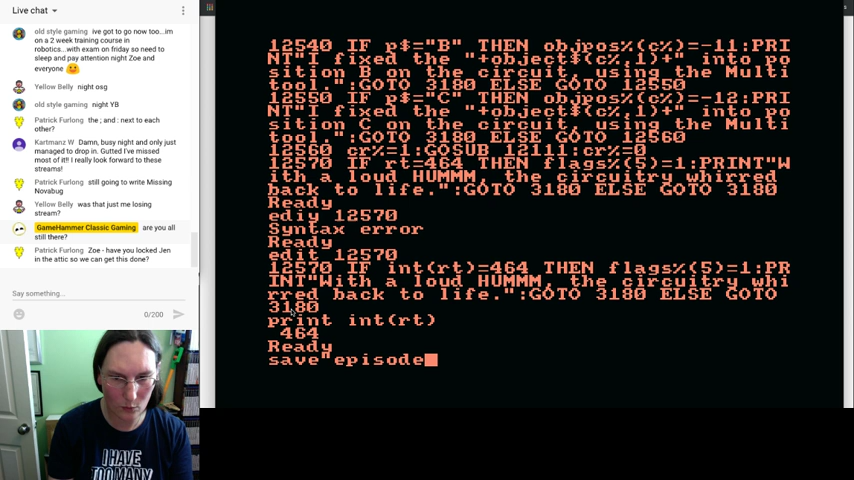 Live chat
old style gaming ive got to go now too...im
on a 2 week training course in
robotics...with exam on friday so need to
sleep and pay attention night Zoe and
everyone
Yellow Belly night osg
old style gaming night YB
Patrick Furlong the ; and : next to each
other?
Kartmanz W Damn, busy night and only just
managed to drop in. Gutted I've missed
most of it!! I really look forward to these
streams!
Patrick Furlong still going to write Missing
Novabug
Yellow Belly was that just me losing
stream?
GameHammer Classic Gaming are you all
still there?
Patrick Furlong Zoe - have you locked Jen
in the attic so we can get this done?
Say something...
0/200
12540 IF p$="B" THEN objpos%(c%)=-11:PRI
NT"I fixed the "+object$(c%,1)+" into po
sition B on the circuit, using the Multi
tool.":GOTO 3180 ELSE GOTO 12550
12550 IF p$="C" THEN objpos%(c%)=-12:PRI
NT"I fixed the "+object$(c%,1)+" into po
sition C on the circuit, using the Multi
tool.":GOTO 3180 ELSE GOTO 12560
12560 cr%=1:GOSUB 12111:cr%=0
12570 IF rt=464 THEN flags%(5)=1:PRINT"W
ith a loud HUMMM, the circuitry whirred
back to life.":GOTO 3180 ELSE GOTO 3180
Ready
ediy 12570
Syntax error
Ready
edit 12570
12570 IF int(rt)=464 THEN flags%(5)=1:PR
INT"With a loud HUMMM, the circuitry whi
rred back to life.":GOTO 3180 ELSE GOTO
3180
print int(rt)
464
Ready
save"episode
I HAVE
TOO MANY